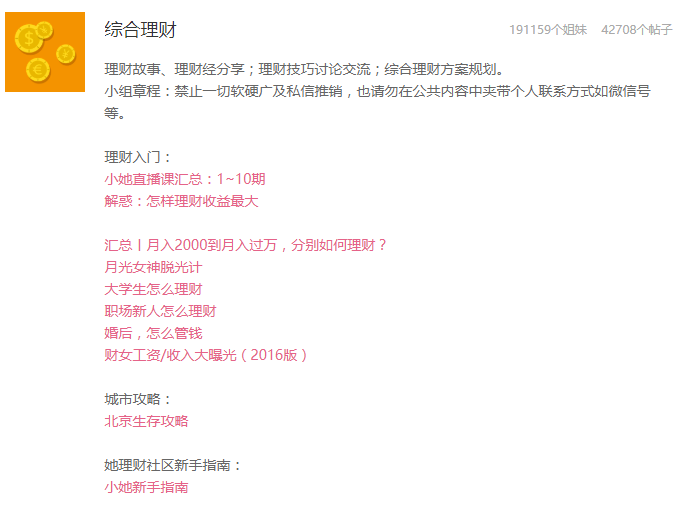 综合理财
191159个姐妹 42708个帖子
理财故事、理财经分享；理财技巧讨论交流；综合理财方案规划。
小组章程：禁止一切软硬广及私信推销，也请勿在公共内容中夹带个人联系方式如微信号
等。
理财入门：
小她直播课汇总：1~10期
解惑：怎样理财收益最大
汇总丨月入2000到月入过万，分别如何理财？
月光女神脱光计
大学生怎么理财
职场新人怎么理财
婚后，怎么管钱
财女工资/收入大曝光（2016版）
城市攻略：
北京生存攻略
她理财社区新手指南：
小她新手指南